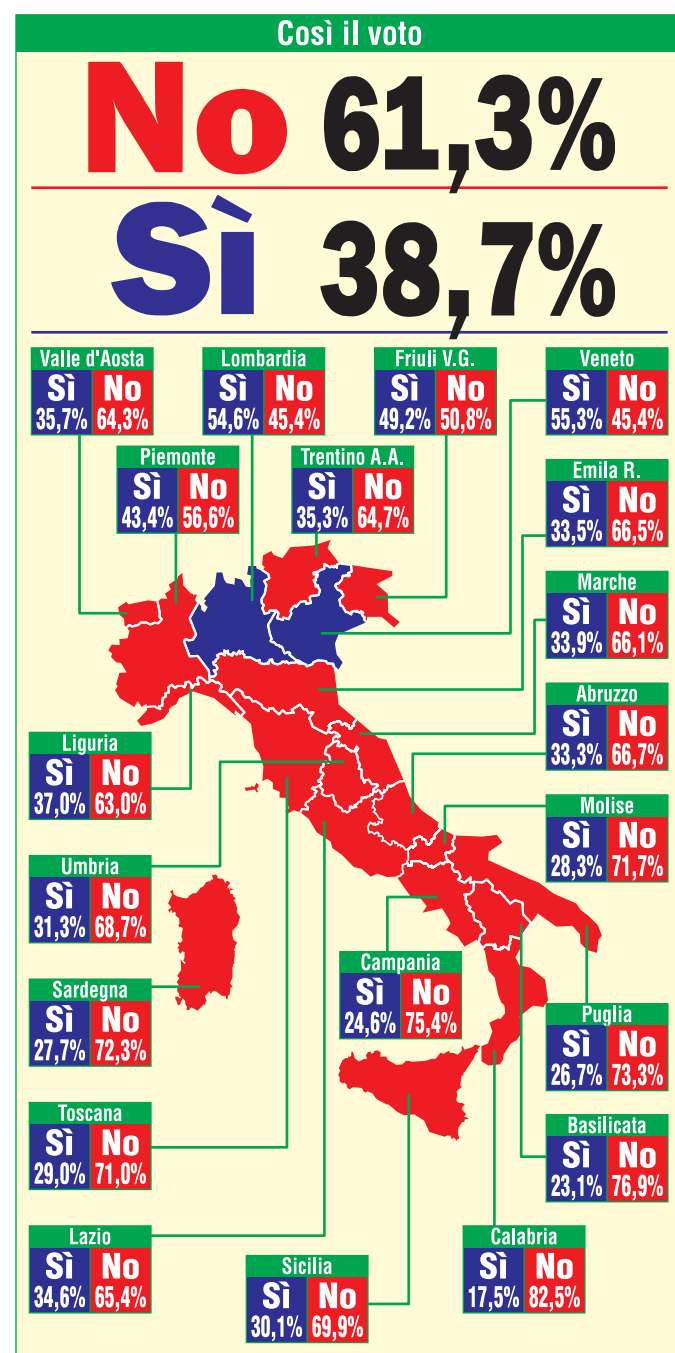 Così il voto
No 61,3%
Sì 38,7%
Valle d'Aosta
Sì No
35,7% 64,3%
Lombardia
Sì No
54,6% 45,4%
Friuli V.G.
Sì No
49,2% 50,8%
Veneto
Sì No
55,3% 45,4%
Piemonte
Sì No
43,4% 56,6%
Trentino A.A.
Sì No
35,3% 64,7%
Emila R.
Sì No
33,5% 66,5%
Marche
Sì No
33,9% 66,1%
Abruzzo
Sì No
33,3% 66,7%
Liguria
Sì No
37,0% 63,0%
Molise
Sì No
28,3% 71,7%
Umbria
Sì No
31,3% 68,7%
Campania
Sì No
24,6% 75,4%
Sardegna
Sì No
27,7% 72,3%
Puglia
Sì No
26,7% 73,3%
Toscana
Sì No
29,0% 71,0%
Basilicata
Sì No
23,1% 76,9%
Lazio
Sì No
34,6% 65,4%
Sicilia
Sì No
30,1% 69,9%
Calabria
Sì No
17,5% 82,5%